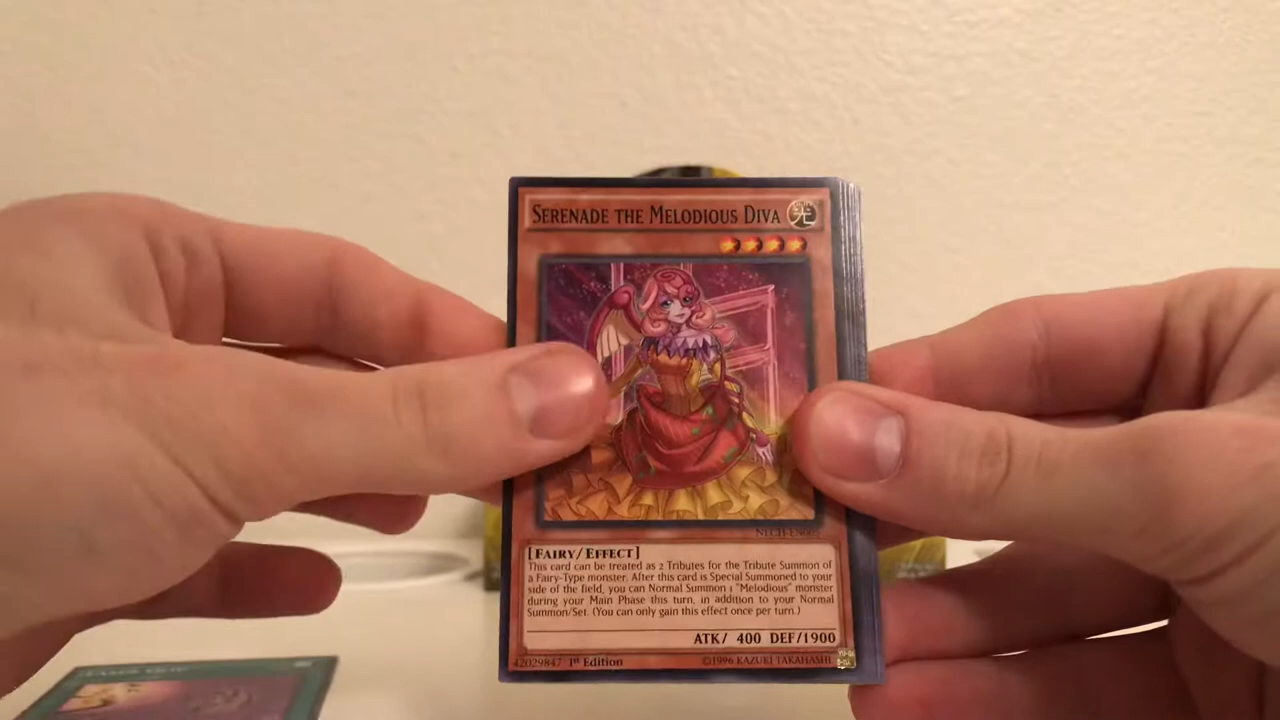 SERENADE THE MELODIOUS DIVA
NECH-EN005
[FAIRY/EFFECT]
This card can be treated as 2 Tributes for the Tribute Summon of
a Fairy-Type monster. After this card is Special Summoned to your
side of the field, you can Normal Summon 1 "Melodious" monster
during your Main Phase this turn, in addition to your Normal
Summon/Set. (You can only gain this effect once per turn.)
ATK/ 400 DEF/1900
42029847 1st Edition
©1996 KAZUKI TAKAHASHI